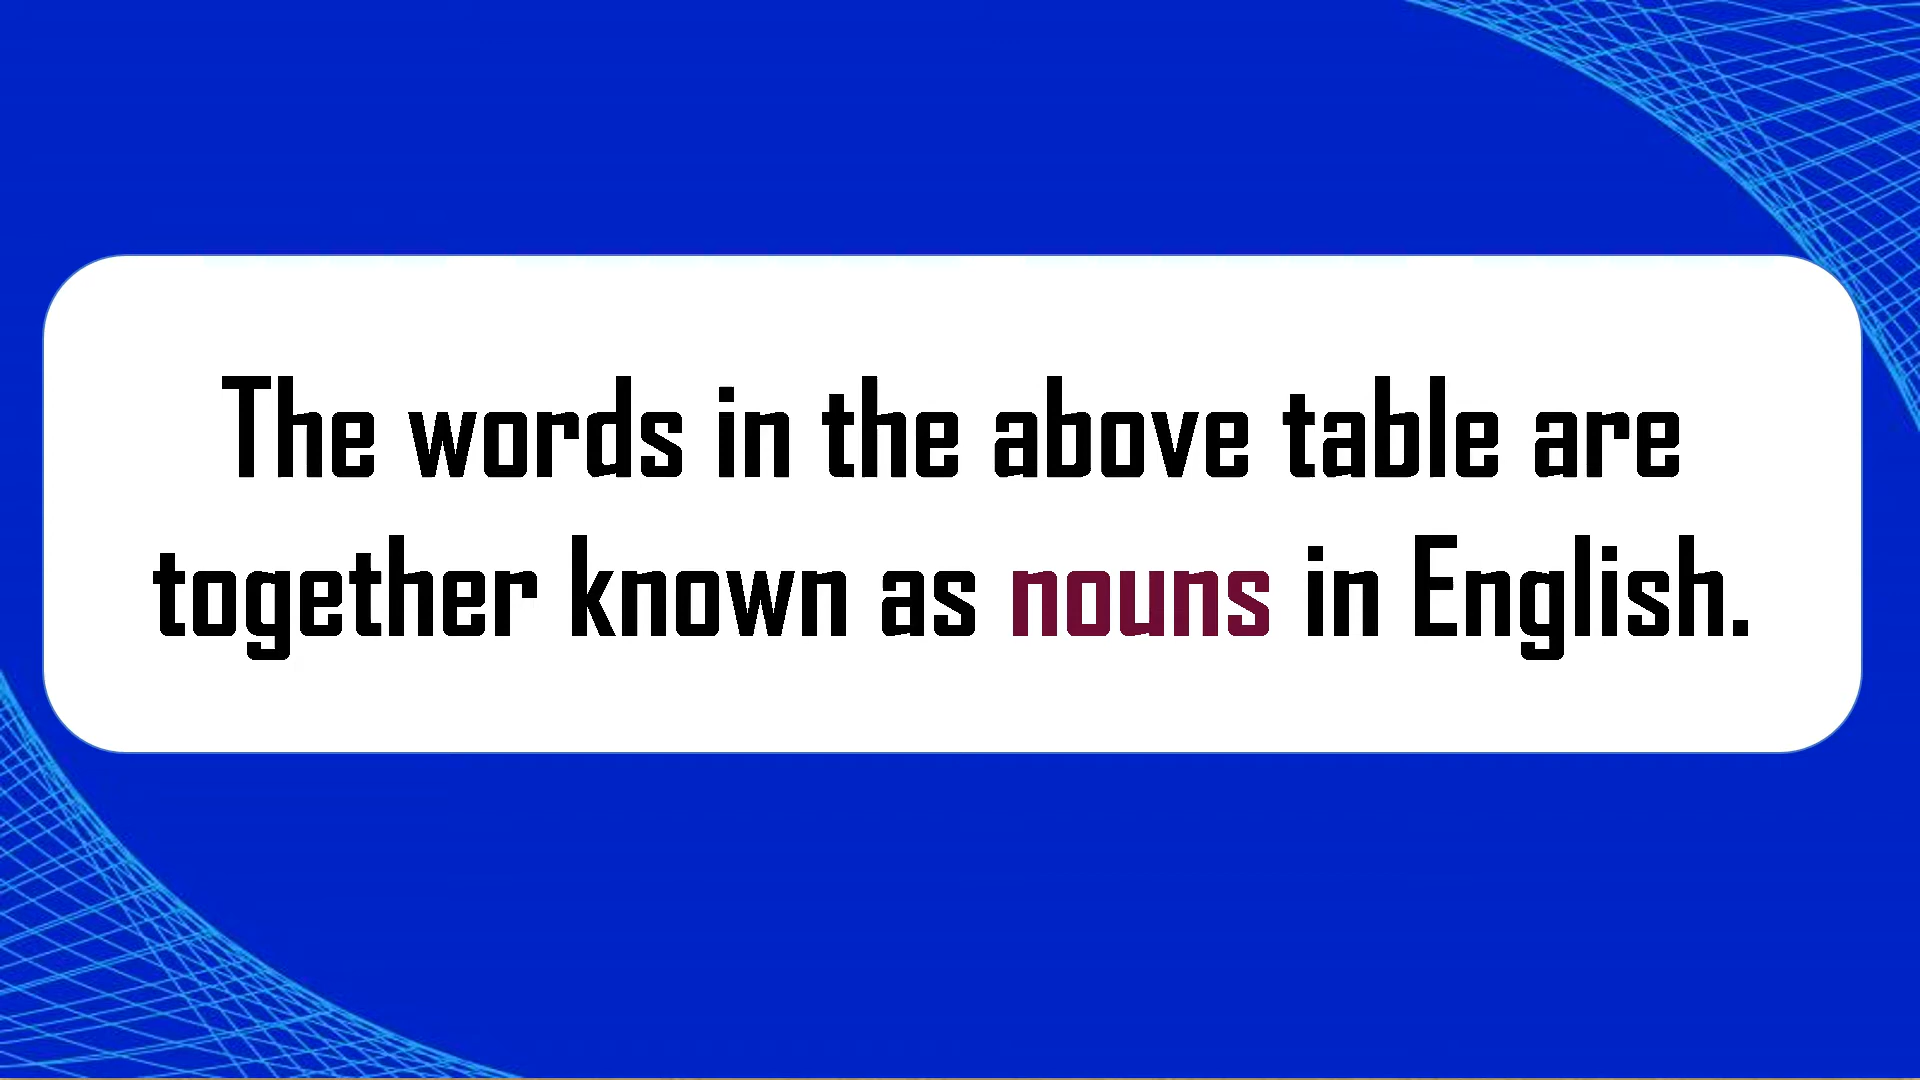 The words in the above table are
together known as nouns in English.